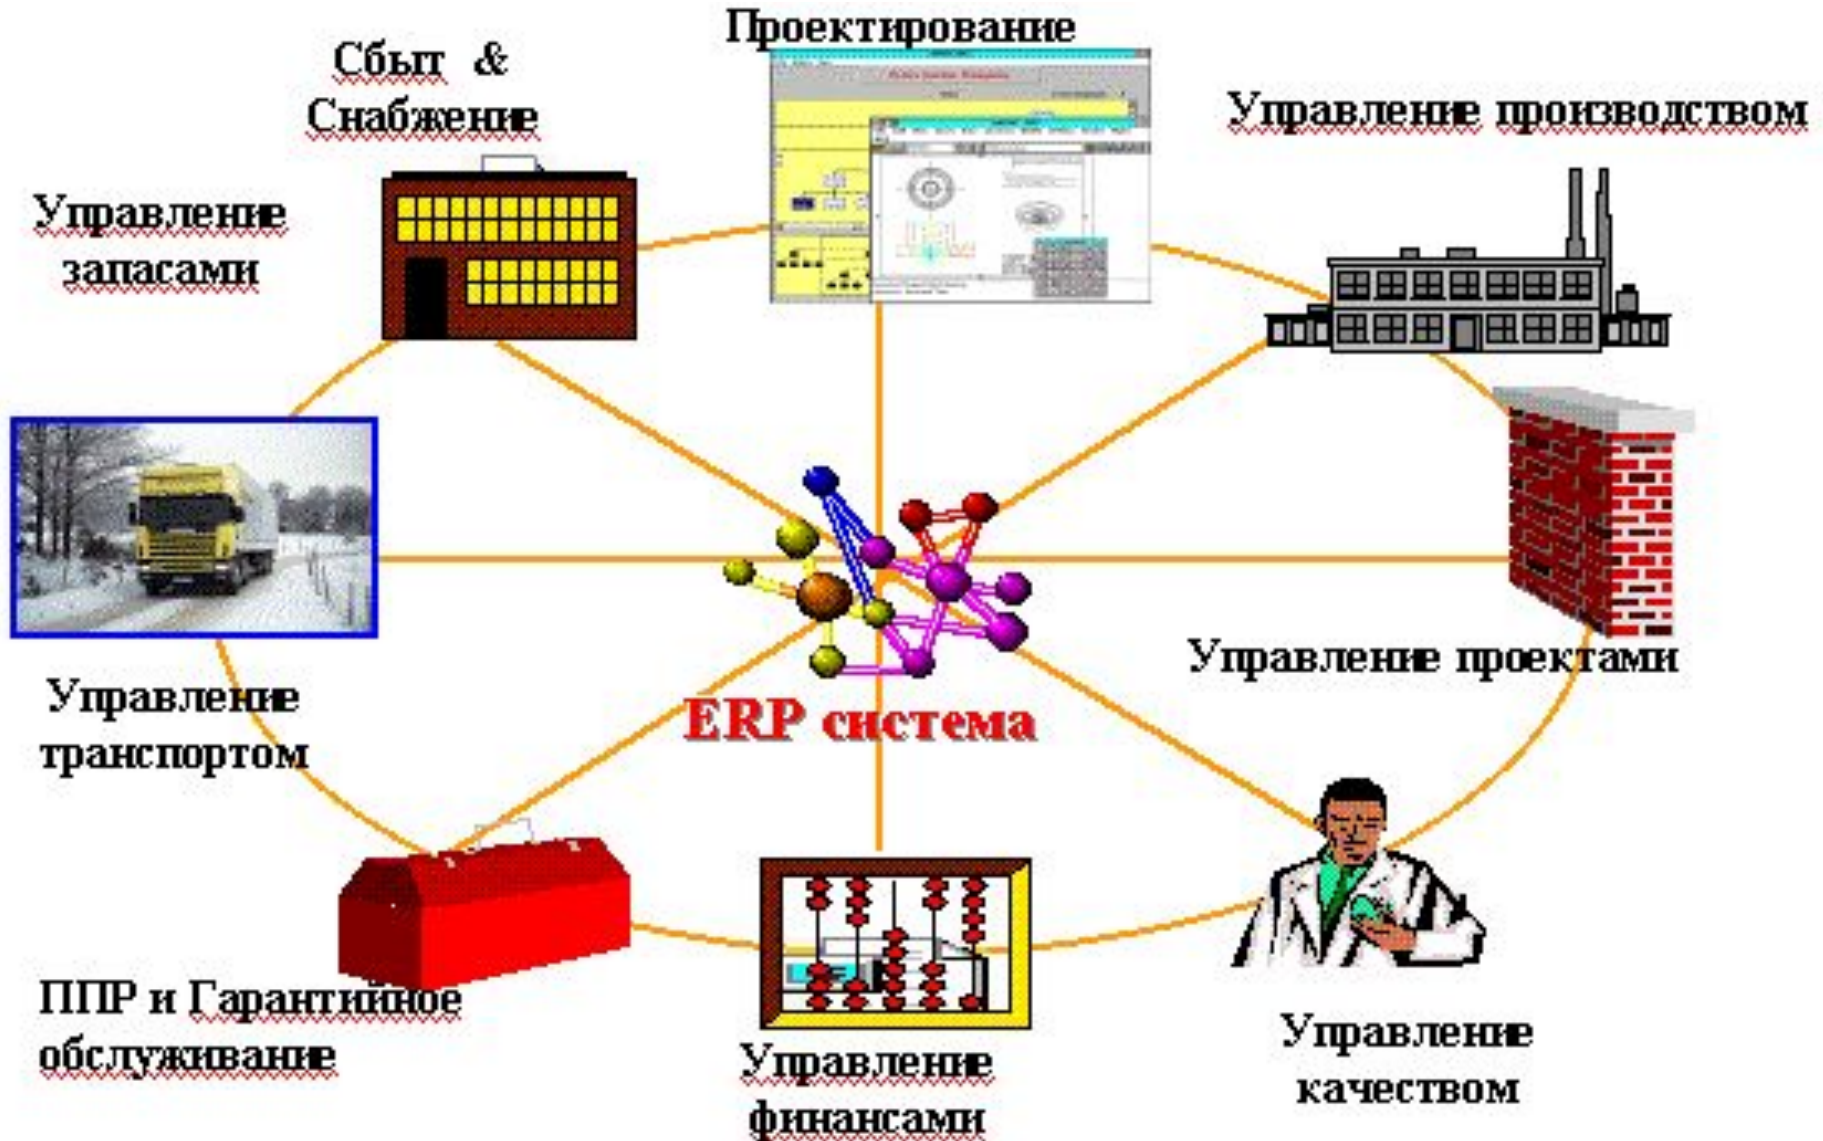 Проектирование
Сбыт &
Снабжение
Управление производством
Управление
запасами
Управление проектами
Управление
транспортом
ERP система
ППР и Гарантийное
обслуживание
Управление
финансами
Управление
качеством